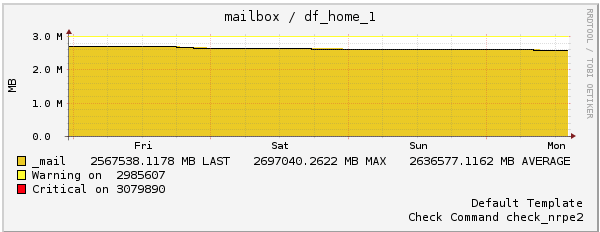 mailbox / df_home_1
RRDTOOL / TOBI OETIKER
MB
3.0 M
2.0 M
1.0 M
0.0
Fri Sat Sun Mon
_mail 2567538.1178 MB LAST 2697040.2622 MB MAX 2636577.1162 MB AVERAGE
Warning on 2985607
Critical on 3079890
Default Template
Check Command check_nrpe2